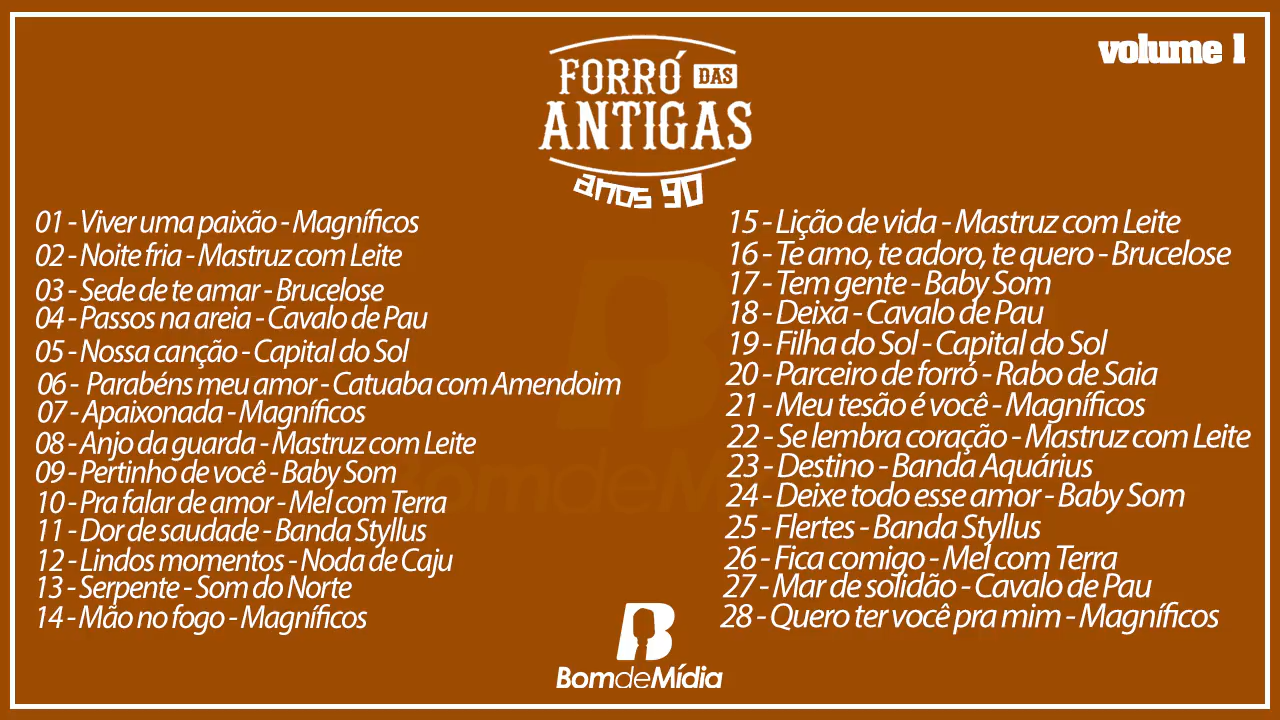 volume 1
FORRÓ DAS
ANTIGAS
anos 90
01 - Viver uma paixão - Magníficos
02 - Noite fria - Mastruz com Leite
03 - Sede de te amar - Brucelose
04 - Passos na areia - Cavalo de Pau
05 - Nossa canção - Capital do Sol
06 - Parabéns meu amor - Catuaba com Amendoim
07 - Apaixonada - Magníficos
08 - Anjo da guarda - Mastruz com Leite
09 - Pertinho de você - Baby Som
10 - Pra falar de amor - Mel com Terra
11 - Dor de saudade - Banda Styllus
12 - Lindos momentos - Noda de Caju
13 - Serpente - Som do Norte
14 - Mão no fogo - Magníficos
15 - Lição de vida - Mastruz com Leite
16 - Te amo, te adoro, te quero - Brucelose
17 - Tem gente - Baby Som
18 - Deixa - Cavalo de Pau
19 - Filha do Sol - Capital do Sol
20 - Parceiro de forró - Rabo de Saia
21 - Meu tesão é você - Magníficos
22 - Se lembra coração - Mastruz com Leite
23 - Destino - Banda Aquárius
24 - Deixe todo esse amor - Baby Som
25 - Flertes - Banda Styllus
26 - Fica comigo - Mel com Terra
27 - Mar de solidão - Cavalo de Pau
28 - Quero ter você pra mim - Magníficos
B
BomdeMídia